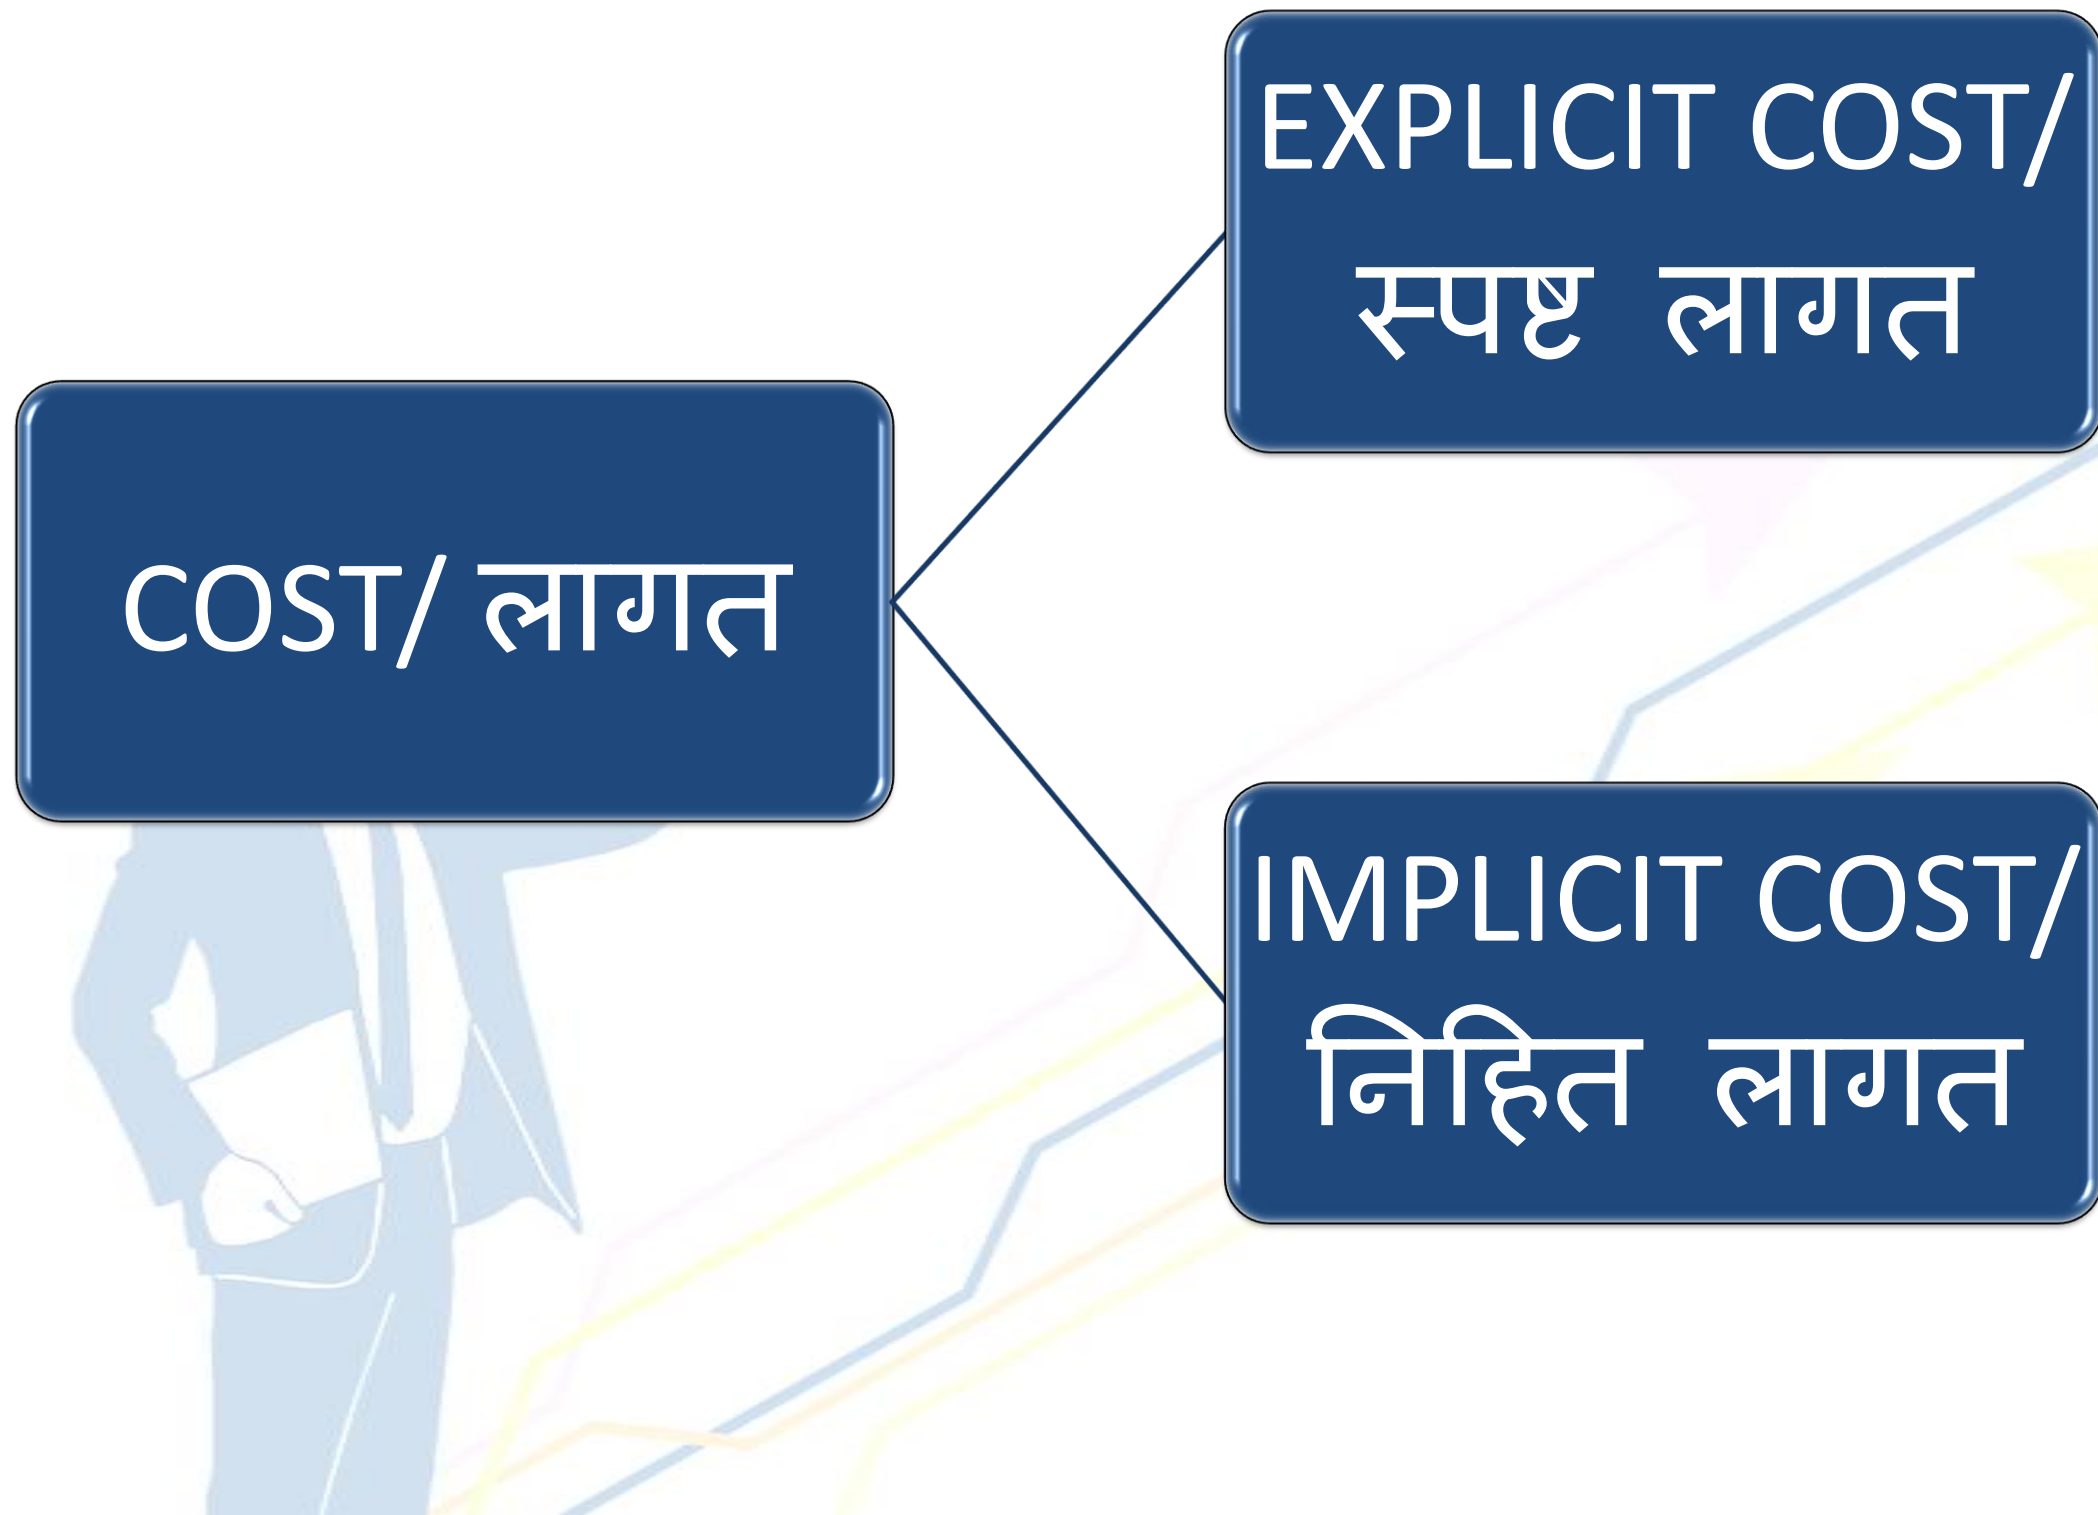 EXPLICIT COST/
स्पष्ट लागत
COST/ लागत
IMPLICIT COST/
निहित लागत